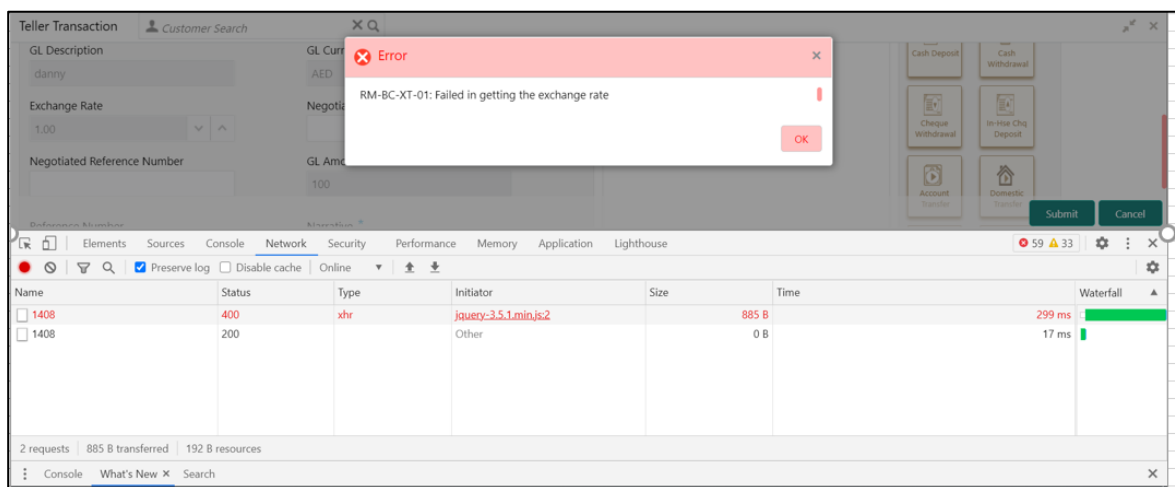 Teller Transaction Customer Search
GL Description GL Curr
danny AED
Exchange Rate Negotia
1.00
Negotiated Reference Number GL Amo
100
Reference Number Narrative *
Error
RM-BC-XT-01: Failed in getting the exchange rate
OK
Cash Deposit Cash Withdrawal
Cheque Withdrawal In-Hse Chq Deposit
Account Transfer Domestic Transfer
Submit Cancel
Elements Sources Console Network Security Performance Memory Application Lighthouse 59 33
Preserve log Disable cache Online
Name Status Type Initiator Size Time Waterfall
1408 400 xhr jquery-3.5.1.min.js:2 885 B 299 ms
1408 200 Other 0 B 17 ms
2 requests 885 B transferred 192 B resources
Console What's New Search